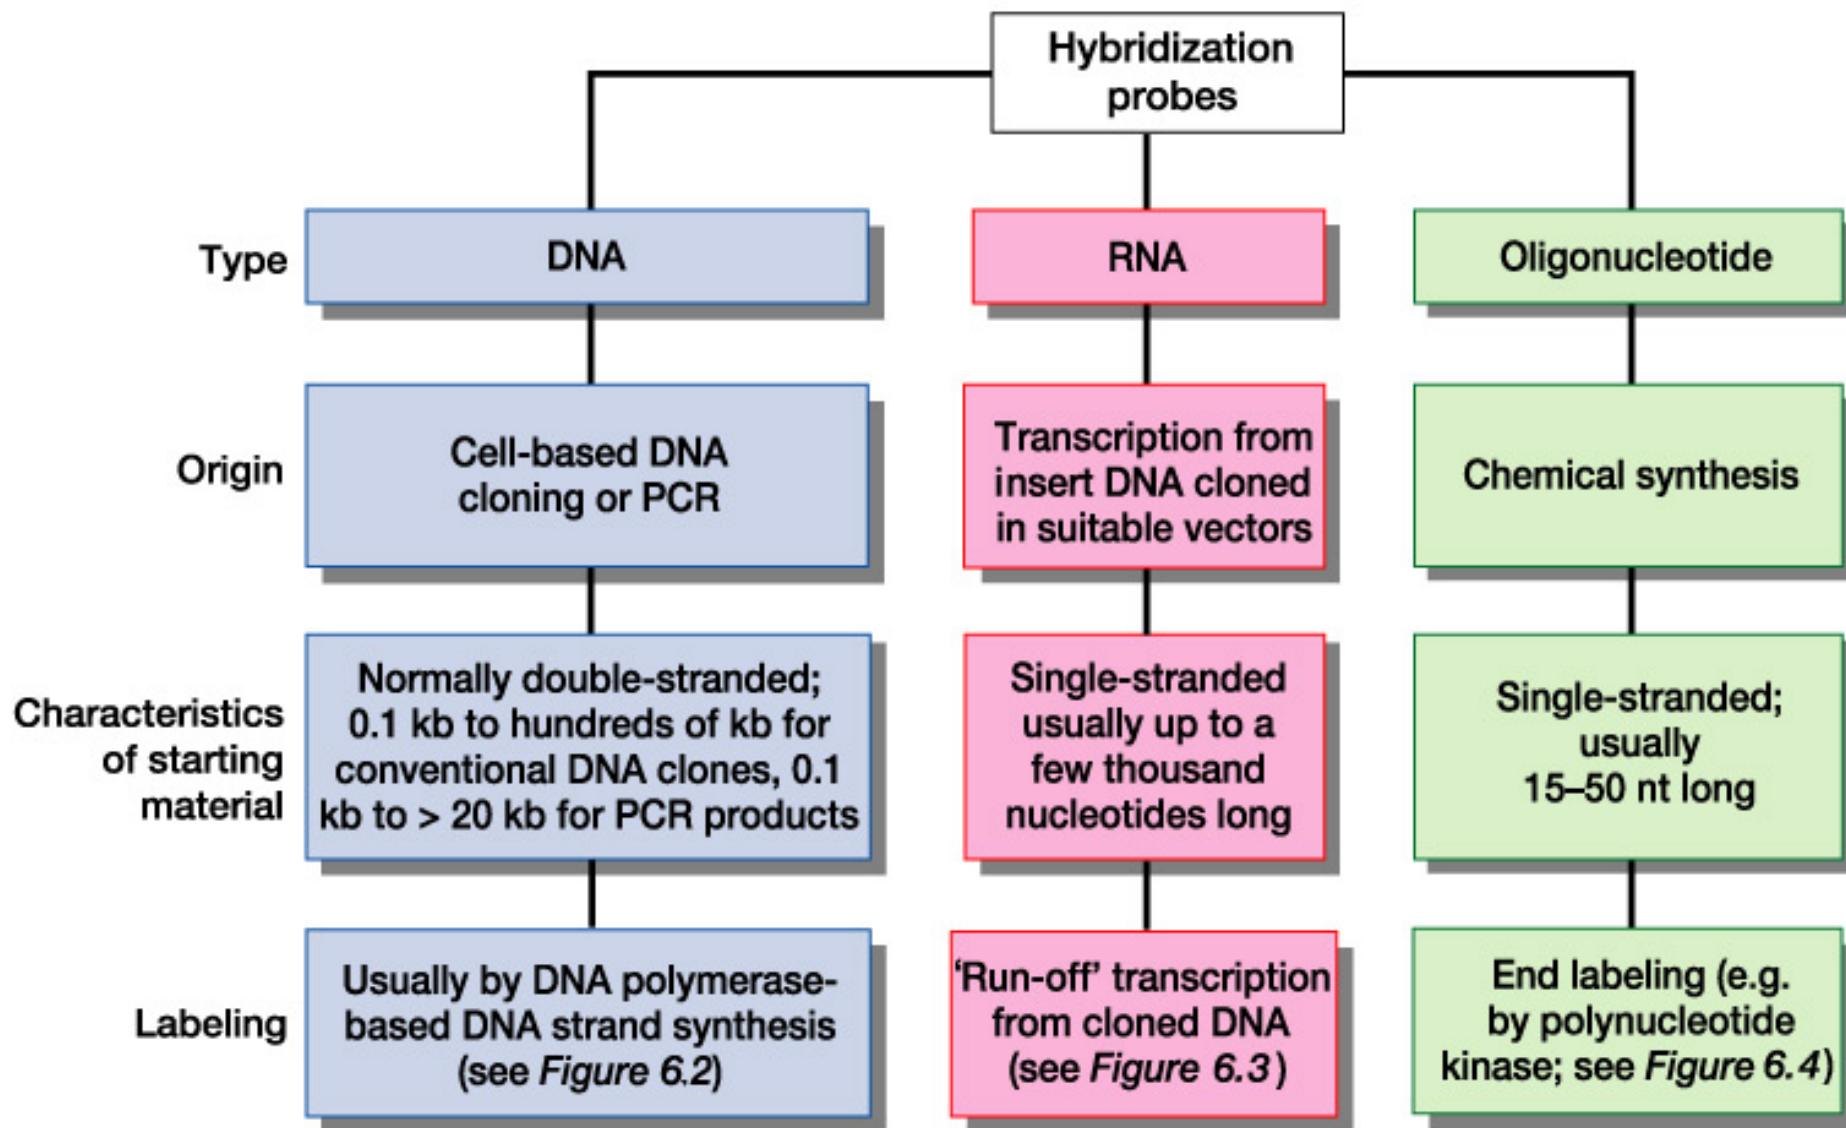 Hybridization
probes
Type
DNA
RNA
Oligonucleotide
Origin
Cell-based DNA
cloning or PCR
Transcription from
insert DNA cloned
in suitable vectors
Chemical synthesis
Characteristics
of starting
material
Normally double-stranded;
0.1 kb to hundreds of kb for
conventional DNA clones, 0.1
kb to > 20 kb for PCR products
Single-stranded
usually up to a
few thousand
nucleotides long
Single-stranded;
usually
15–50 nt long
Labeling
Usually by DNA polymerase-
based DNA strand synthesis
(see Figure 6.2)
‘Run-off’ transcription
from cloned DNA
(see Figure 6.3)
End labeling (e.g.
by polynucleotide
kinase; see Figure 6.4)